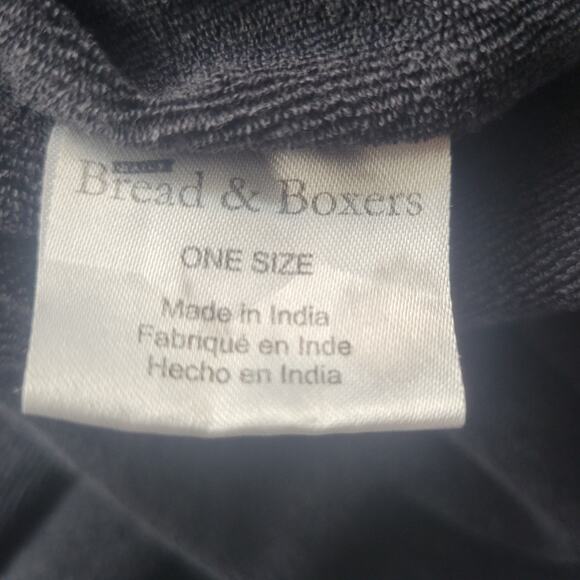 Bread & Boxers
ONE SIZE
Made in India
Fabriqué en Inde
Hecho en India